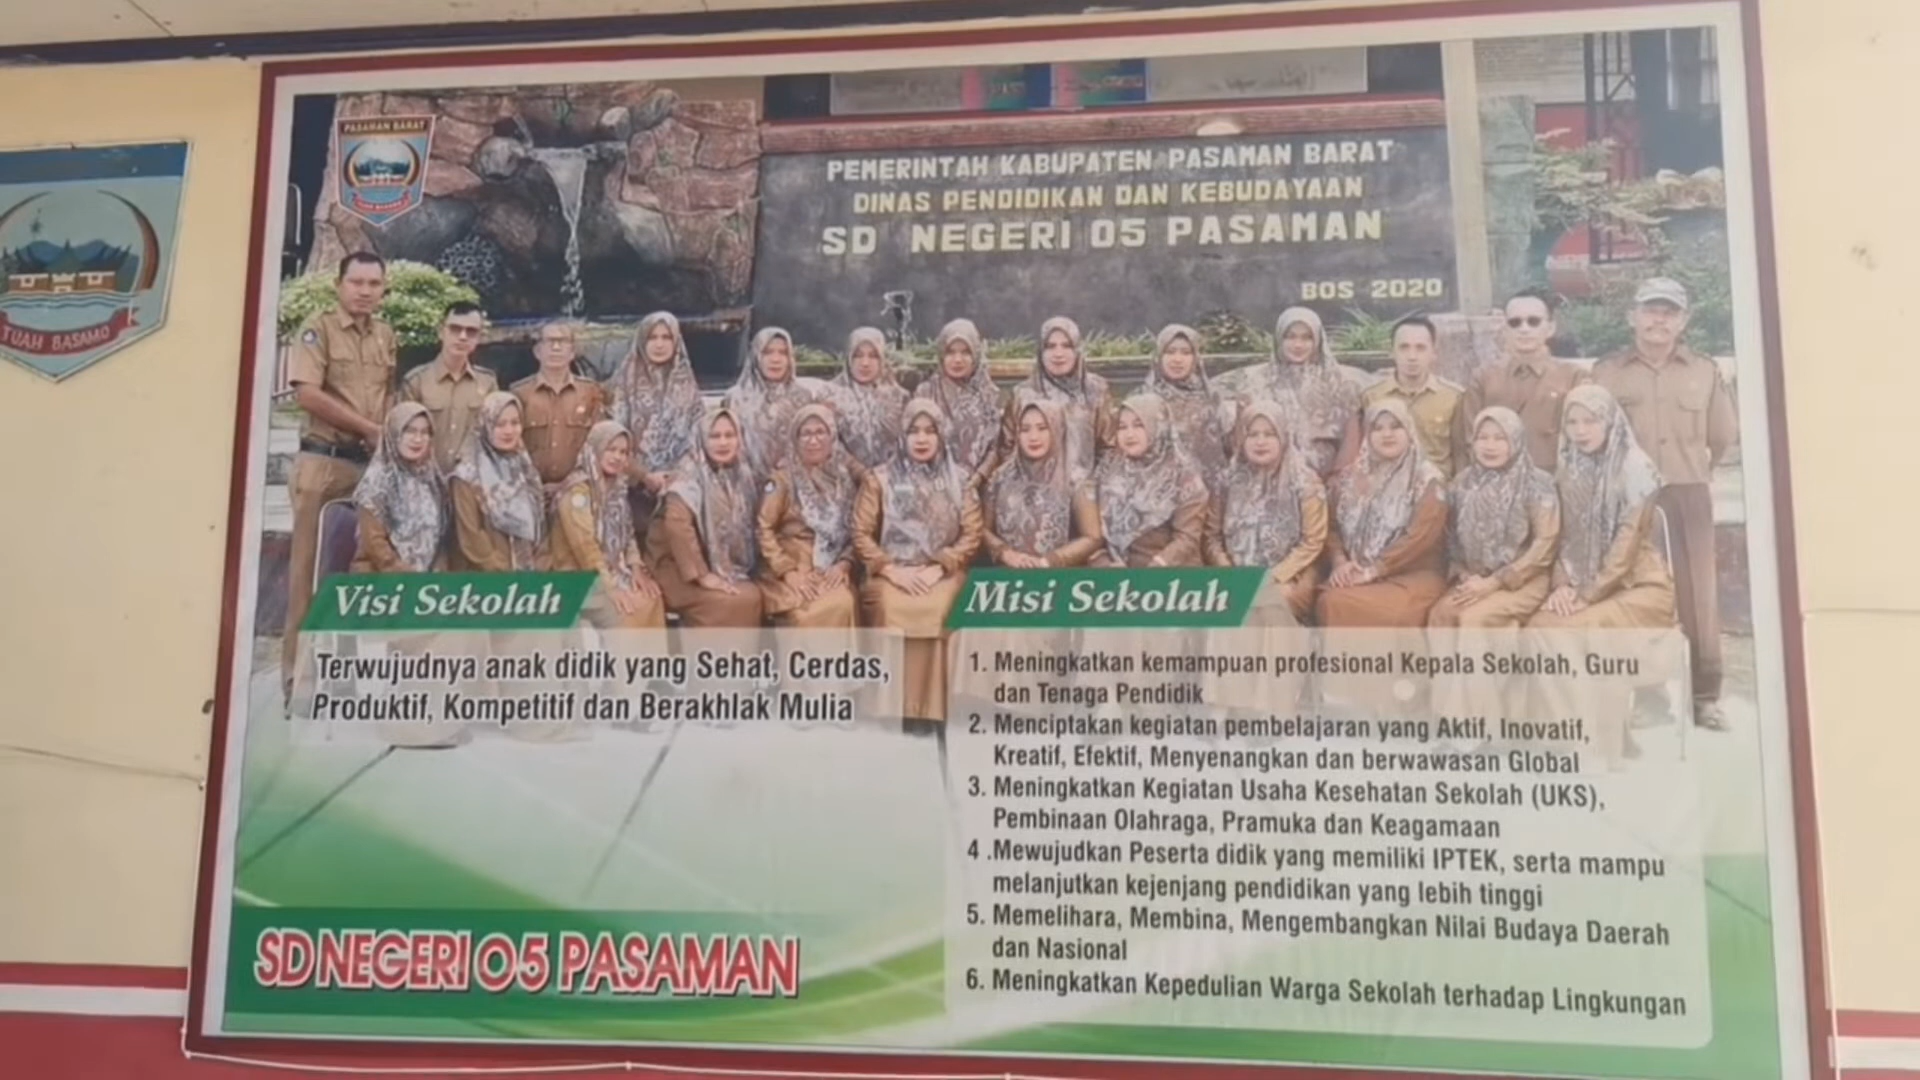 PASAMAN BARAT
TUAH BASAMO
PEMERINTAH KABUPATEN PASAMAN BARAT
DINAS PENDIDIKAN DAN KEBUDAYAAN
SD NEGERI 05 PASAMAN
BOS 2020
Visi Sekolah
Terwujudnya anak didik yang Sehat, Cerdas,
Produktif, Kompetitif dan Berakhlak Mulia
SD NEGERI 05 PASAMAN
Misi Sekolah
1. Meningkatkan kemampuan profesional Kepala Sekolah, Guru
dan Tenaga Pendidik
2. Menciptakan kegiatan pembelajaran yang Aktif, Inovatif,
Kreatif, Efektif, Menyenangkan dan berwawasan Global
3. Meningkatkan Kegiatan Usaha Kesehatan Sekolah (UKS),
Pembinaan Olahraga, Pramuka dan Keagamaan
4 .Mewujudkan Peserta didik yang memiliki IPTEK, serta mampu
melanjutkan kejenjang pendidikan yang lebih tinggi
5. Memelihara, Membina, Mengembangkan Nilai Budaya Daerah
dan Nasional
6. Meningkatkan Kepedulian Warga Sekolah terhadap Lingkungan